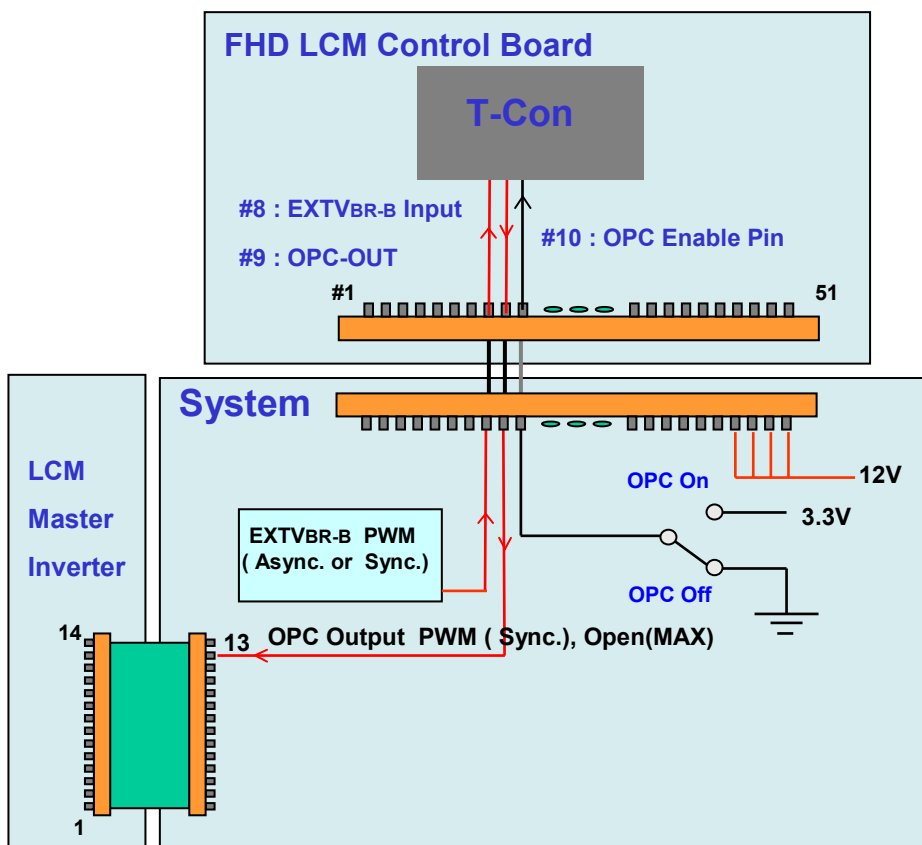 FHD LCM Control Board
T-Con
#8 : EXTVBR-B Input
#9 : OPC-OUT
#10 : OPC Enable Pin
#1
51
System
LCM
Master
Inverter
OPC On
12V
3.3V
EXTVBR-B PWM
( Async. or Sync.)
OPC Off
14
13
OPC Output PWM ( Sync.), Open(MAX)
1